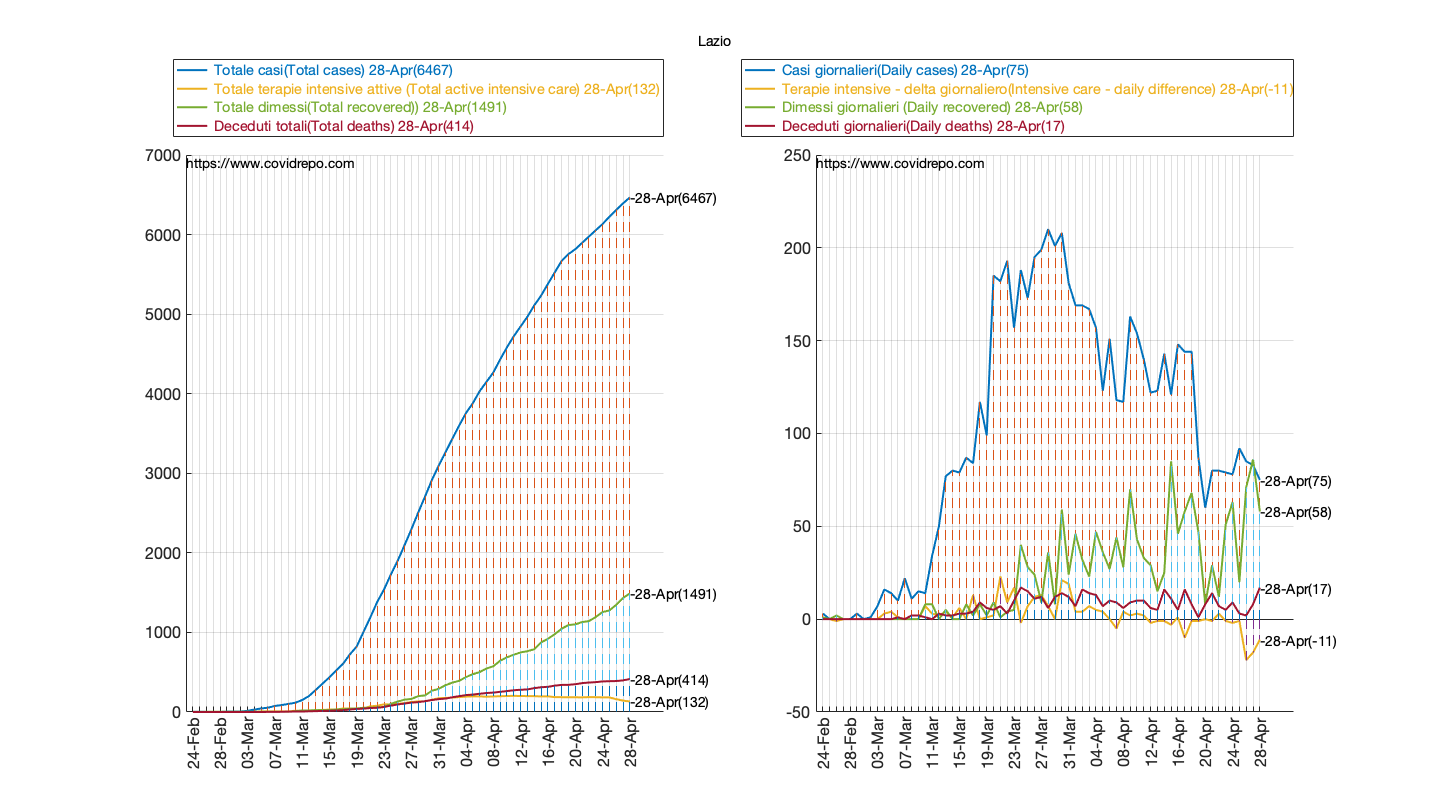 Lazio
Totale casi(Total cases) 28-Apr(6467)
Totale terapie intensive attive (Total active intensive care) 28-Apr(132)
Totale dimessi(Total recovered)) 28-Apr(1491)
Deceduti totali(Total deaths) 28-Apr(414)
7000
https://www.covidrepo.com
6000
5000
4000
3000
2000
1000
0
-28-Apr(6467)
-28-Apr(1491)
-28-Apr(414)
-28-Apr(132)
24-Feb
28-Feb
03-Mar
07-Mar
11-Mar
15-Mar
19-Mar
23-Mar
27-Mar
31-Mar
04-Apr
08-Apr
12-Apr
16-Apr
20-Apr
24-Apr
28-Apr
Casi giornalieri(Daily cases) 28-Apr(75)
Terapie intensive - delta giornaliero(Intensive care - daily difference) 28-Apr(-11)
Dimessi giornalieri (Daily recovered) 28-Apr(58)
Deceduti giornalieri(Daily deaths) 28-Apr(17)
250
https://www.covidrepo.com
200
150
100
50
0
-50
-28-Apr(75)
-28-Apr(58)
-28-Apr(17)
-28-Apr(-11)
24-Feb
28-Feb
03-Mar
07-Mar
11-Mar
15-Mar
19-Mar
23-Mar
27-Mar
31-Mar
04-Apr
08-Apr
12-Apr
16-Apr
20-Apr
24-Apr
28-Apr